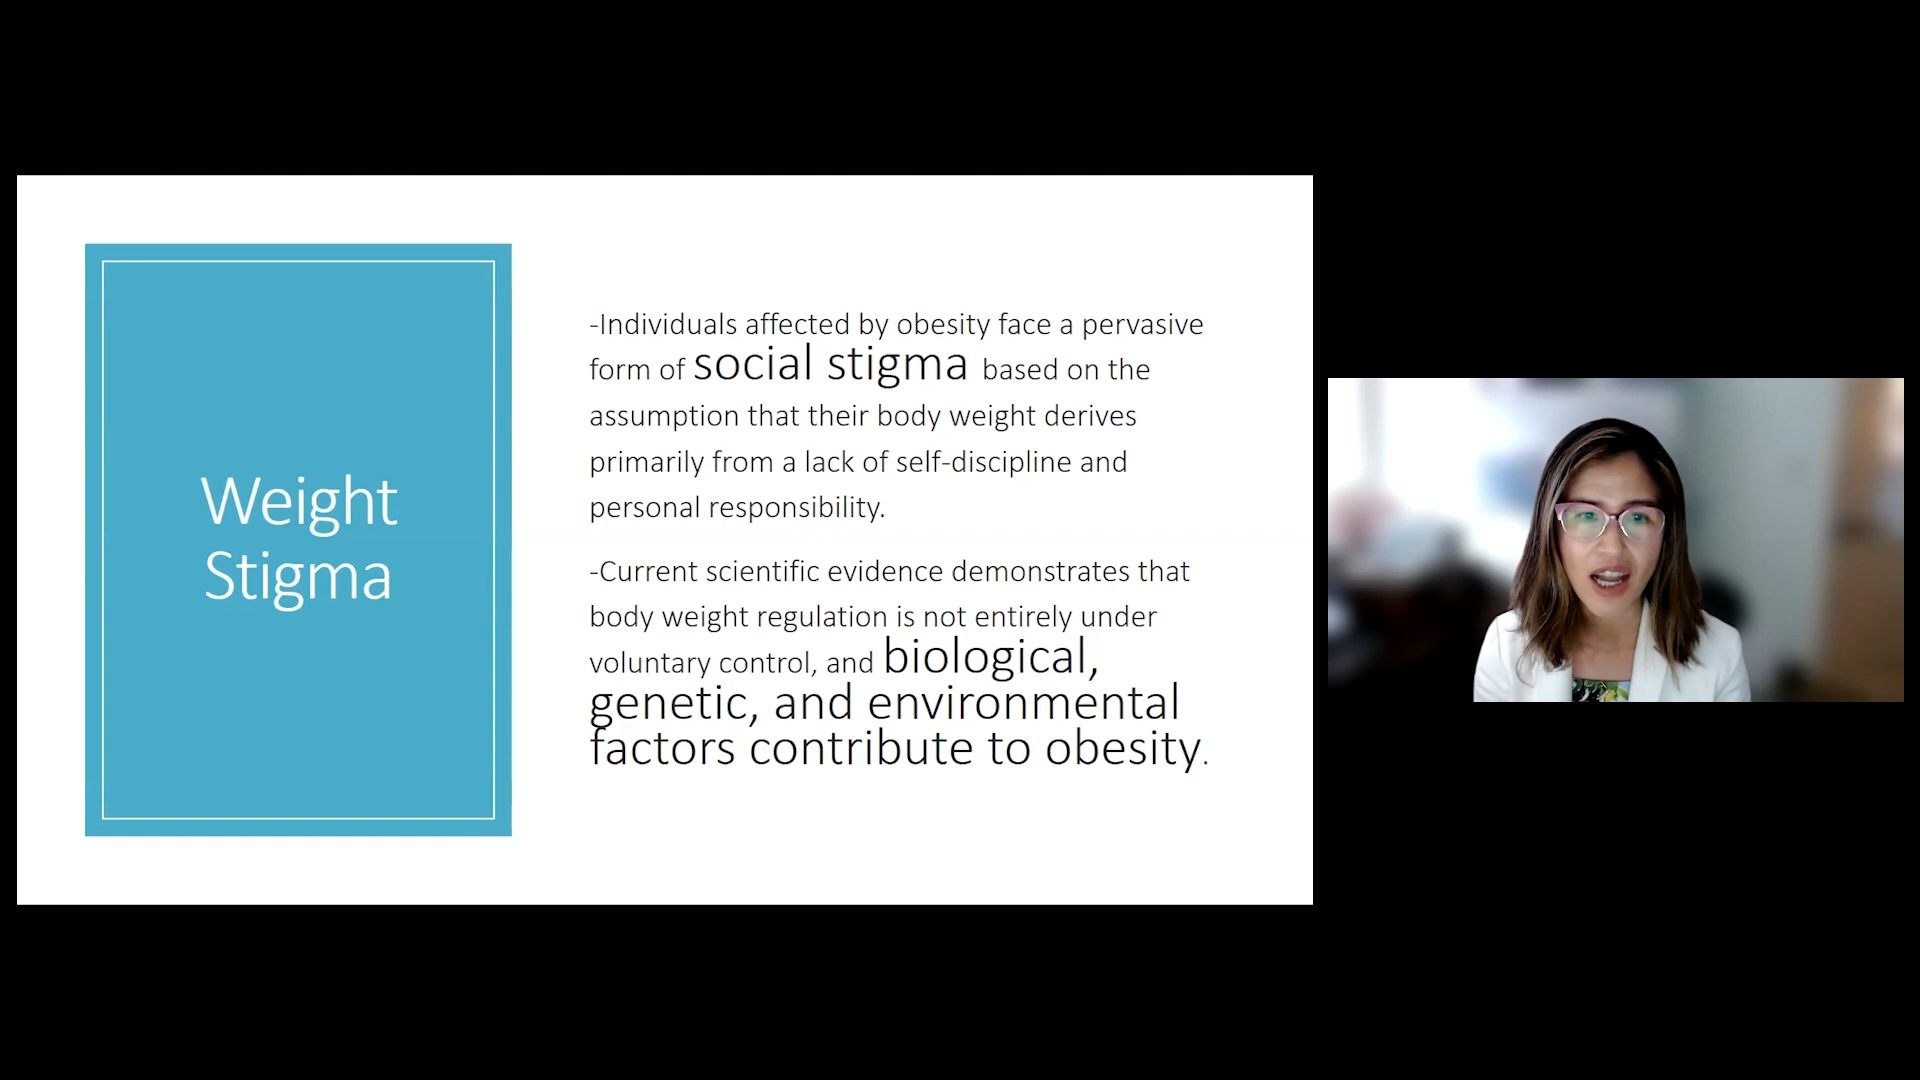 Weight
Stigma
-Individuals affected by obesity face a pervasive
form of social stigma based on the
assumption that their body weight derives
primarily from a lack of self-discipline and
personal responsibility.
-Current scientific evidence demonstrates that
body weight regulation is not entirely under
voluntary control, and biological,
genetic, and environmental
factors contribute to obesity.